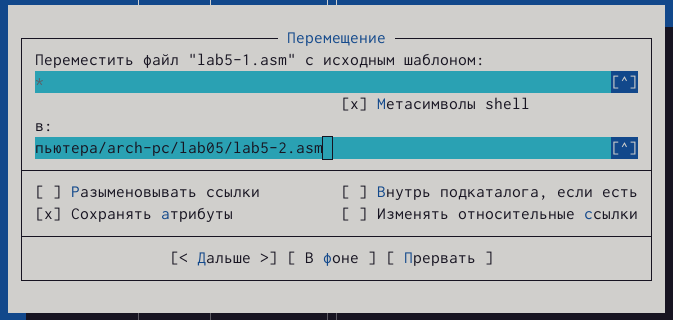 Перемещение
Переместить файл "lab5-1.asm" с исходным шаблоном:
* [^]
[x] Метасимволы shell
в:
пьютера/arch-pc/lab05/lab5-2.asm [^]
[ ] Разыменовывать ссылки [ ] Внутрь подкаталога, если есть
[x] Сохранять атрибуты [ ] Изменять относительные ссылки
[< Дальше >] [ В фоне ] [ Прервать ]